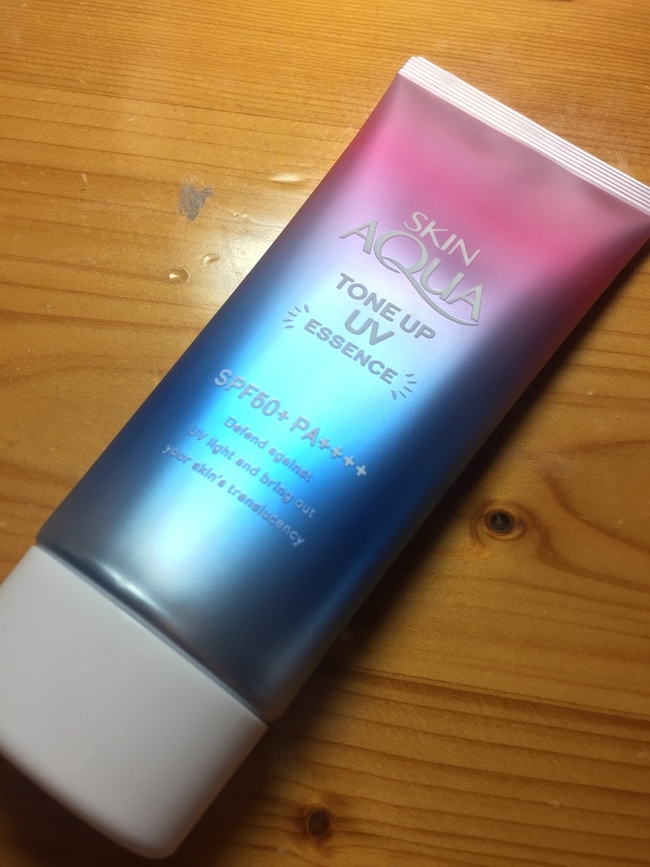 SKIN
AQUA
TONE UP
UV
ESSENCE
SPF50+ PA++++
Defend against
UV light and bring out
your skin's translucency